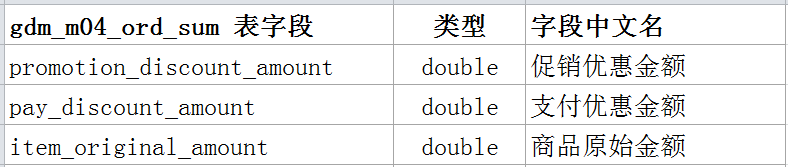 gdm_m04_ord_sum 表字段 类型 字段中文名
promotion_discount_amount double 促销优惠金额
pay_discount_amount double 支付优惠金额
item_original_amount double 商品原始金额